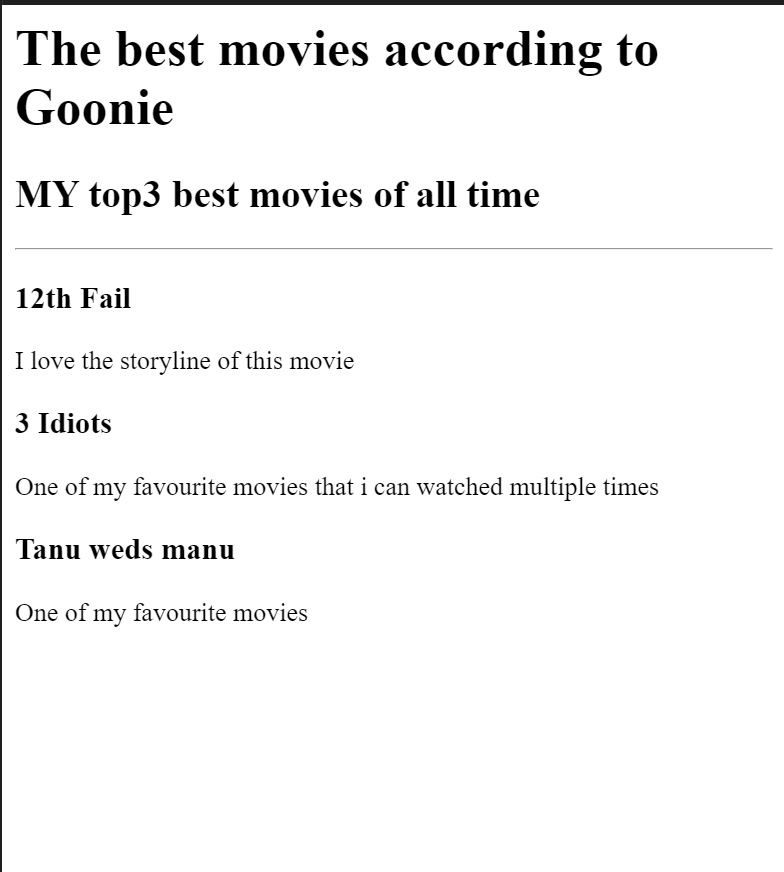 The best movies according to
Goonie
MY top3 best movies of all time
12th Fail
I love the storyline of this movie
3 Idiots
One of my favourite movies that i can watched multiple times
Tanu weds manu
One of my favourite movies